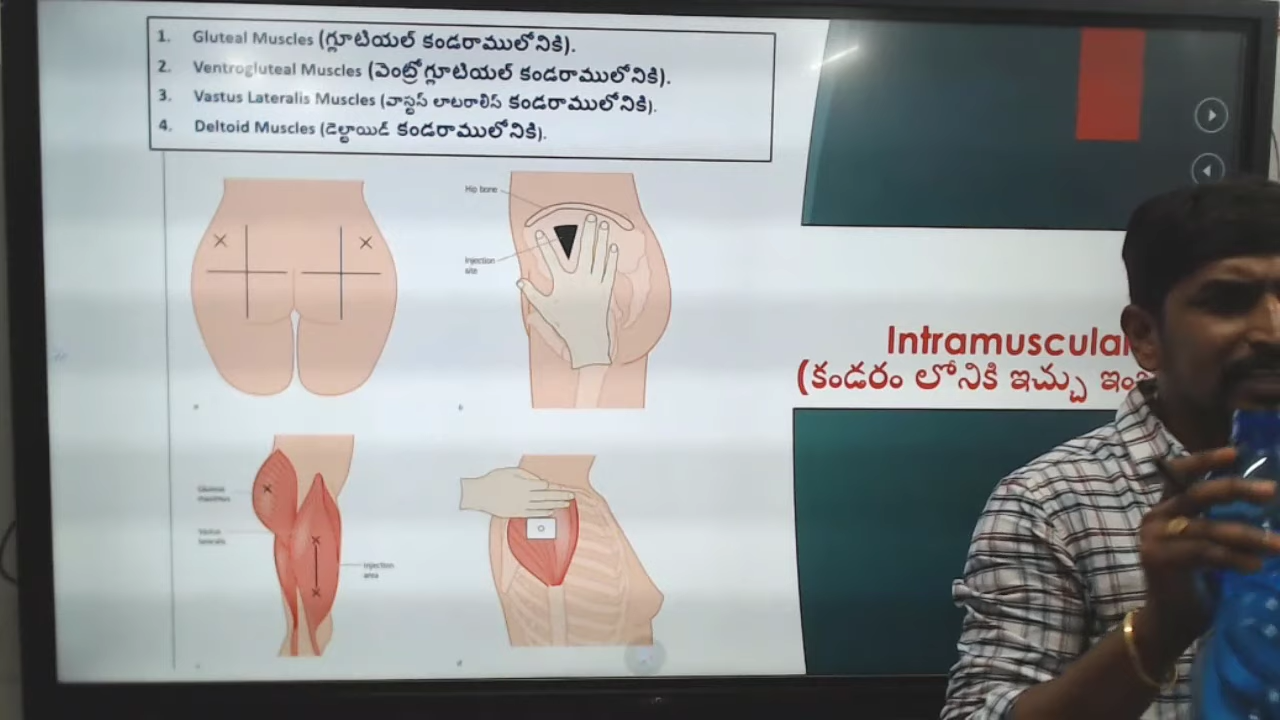 1. Gluteal Muscles (గ్లూటియల్ కండరాములోనికి).
2. Ventrogluteal Muscles (వెంట్రోగ్లూటియల్ కండరాములోనికి).
3. Vastus Lateralis Muscles (వాస్టస్ లాటరాలిస్ కండరాములోనికి).
4. Deltoid Muscles (డెల్టాయిడ్ కండరాములోనికి).
Hip bone
Injection
site
Gluteus
maximus
Vastus
lateralis
Injection
area
Intramuscular
(కండరం లోనికి ఇచ్చు